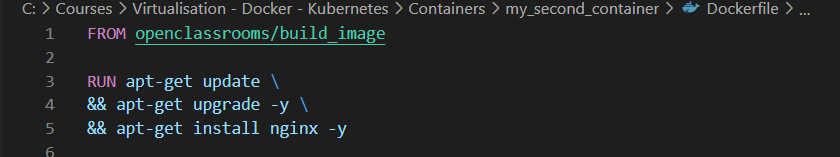 C: > Courses > Virtualisation - Docker - Kubernetes > Containers > my_second_container > Dockerfile > ...
1 FROM openclassrooms/build_image
2
3 RUN apt-get update \
4 && apt-get upgrade -y \
5 && apt-get install nginx -y
6